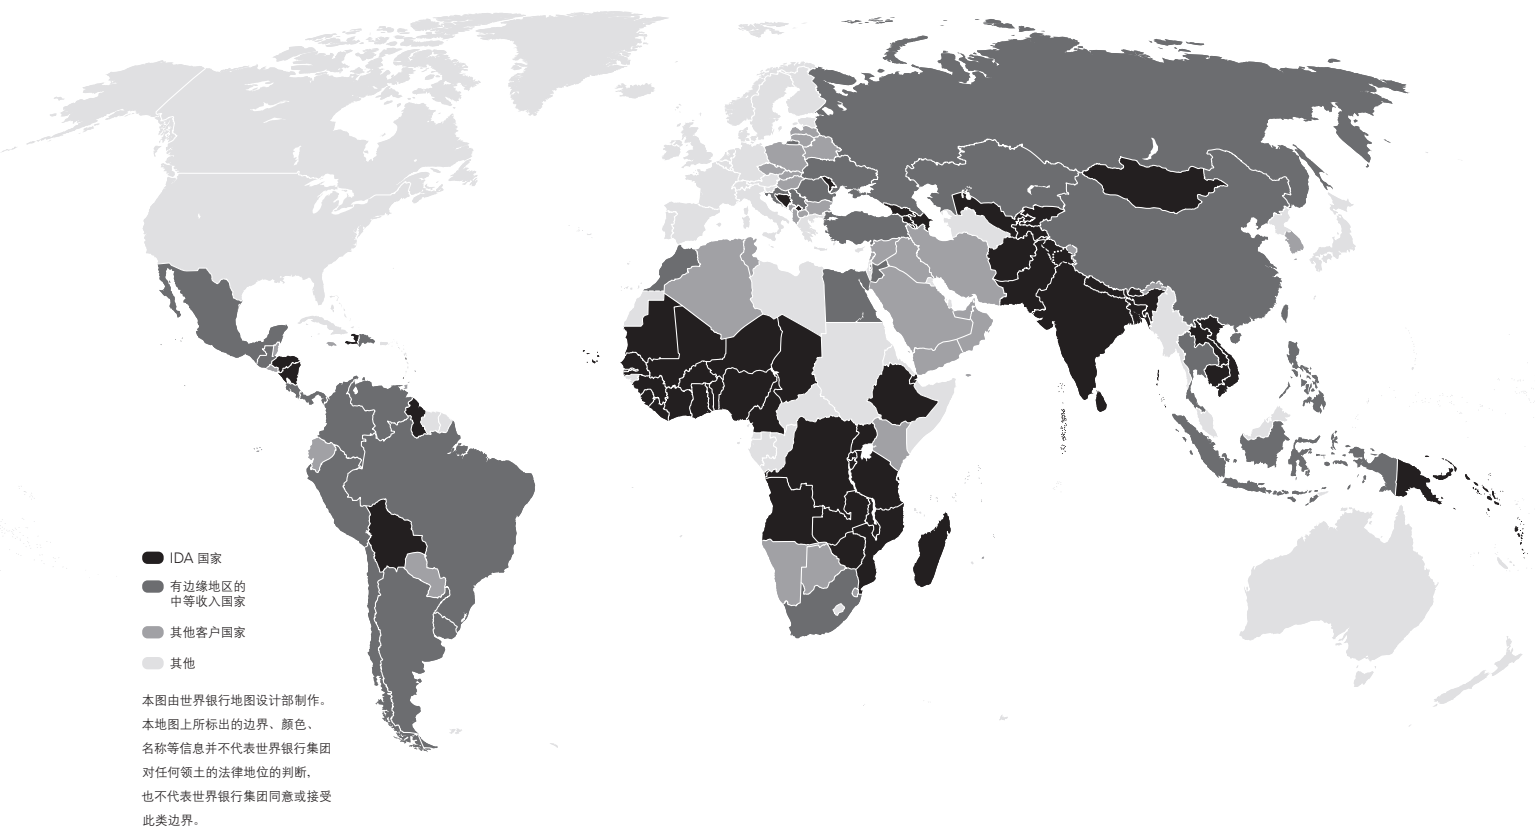 IDA 国家
有边缘地区的
中等收入国家
其他客户国家
其他
本图由世界银行地图设计部制作。
本地图上所标出的边界、颜色、
名称等信息并不代表世界银行集团
对任何领土的法律地位的判断,
也不代表世界银行集团同意或接受
此类边界。